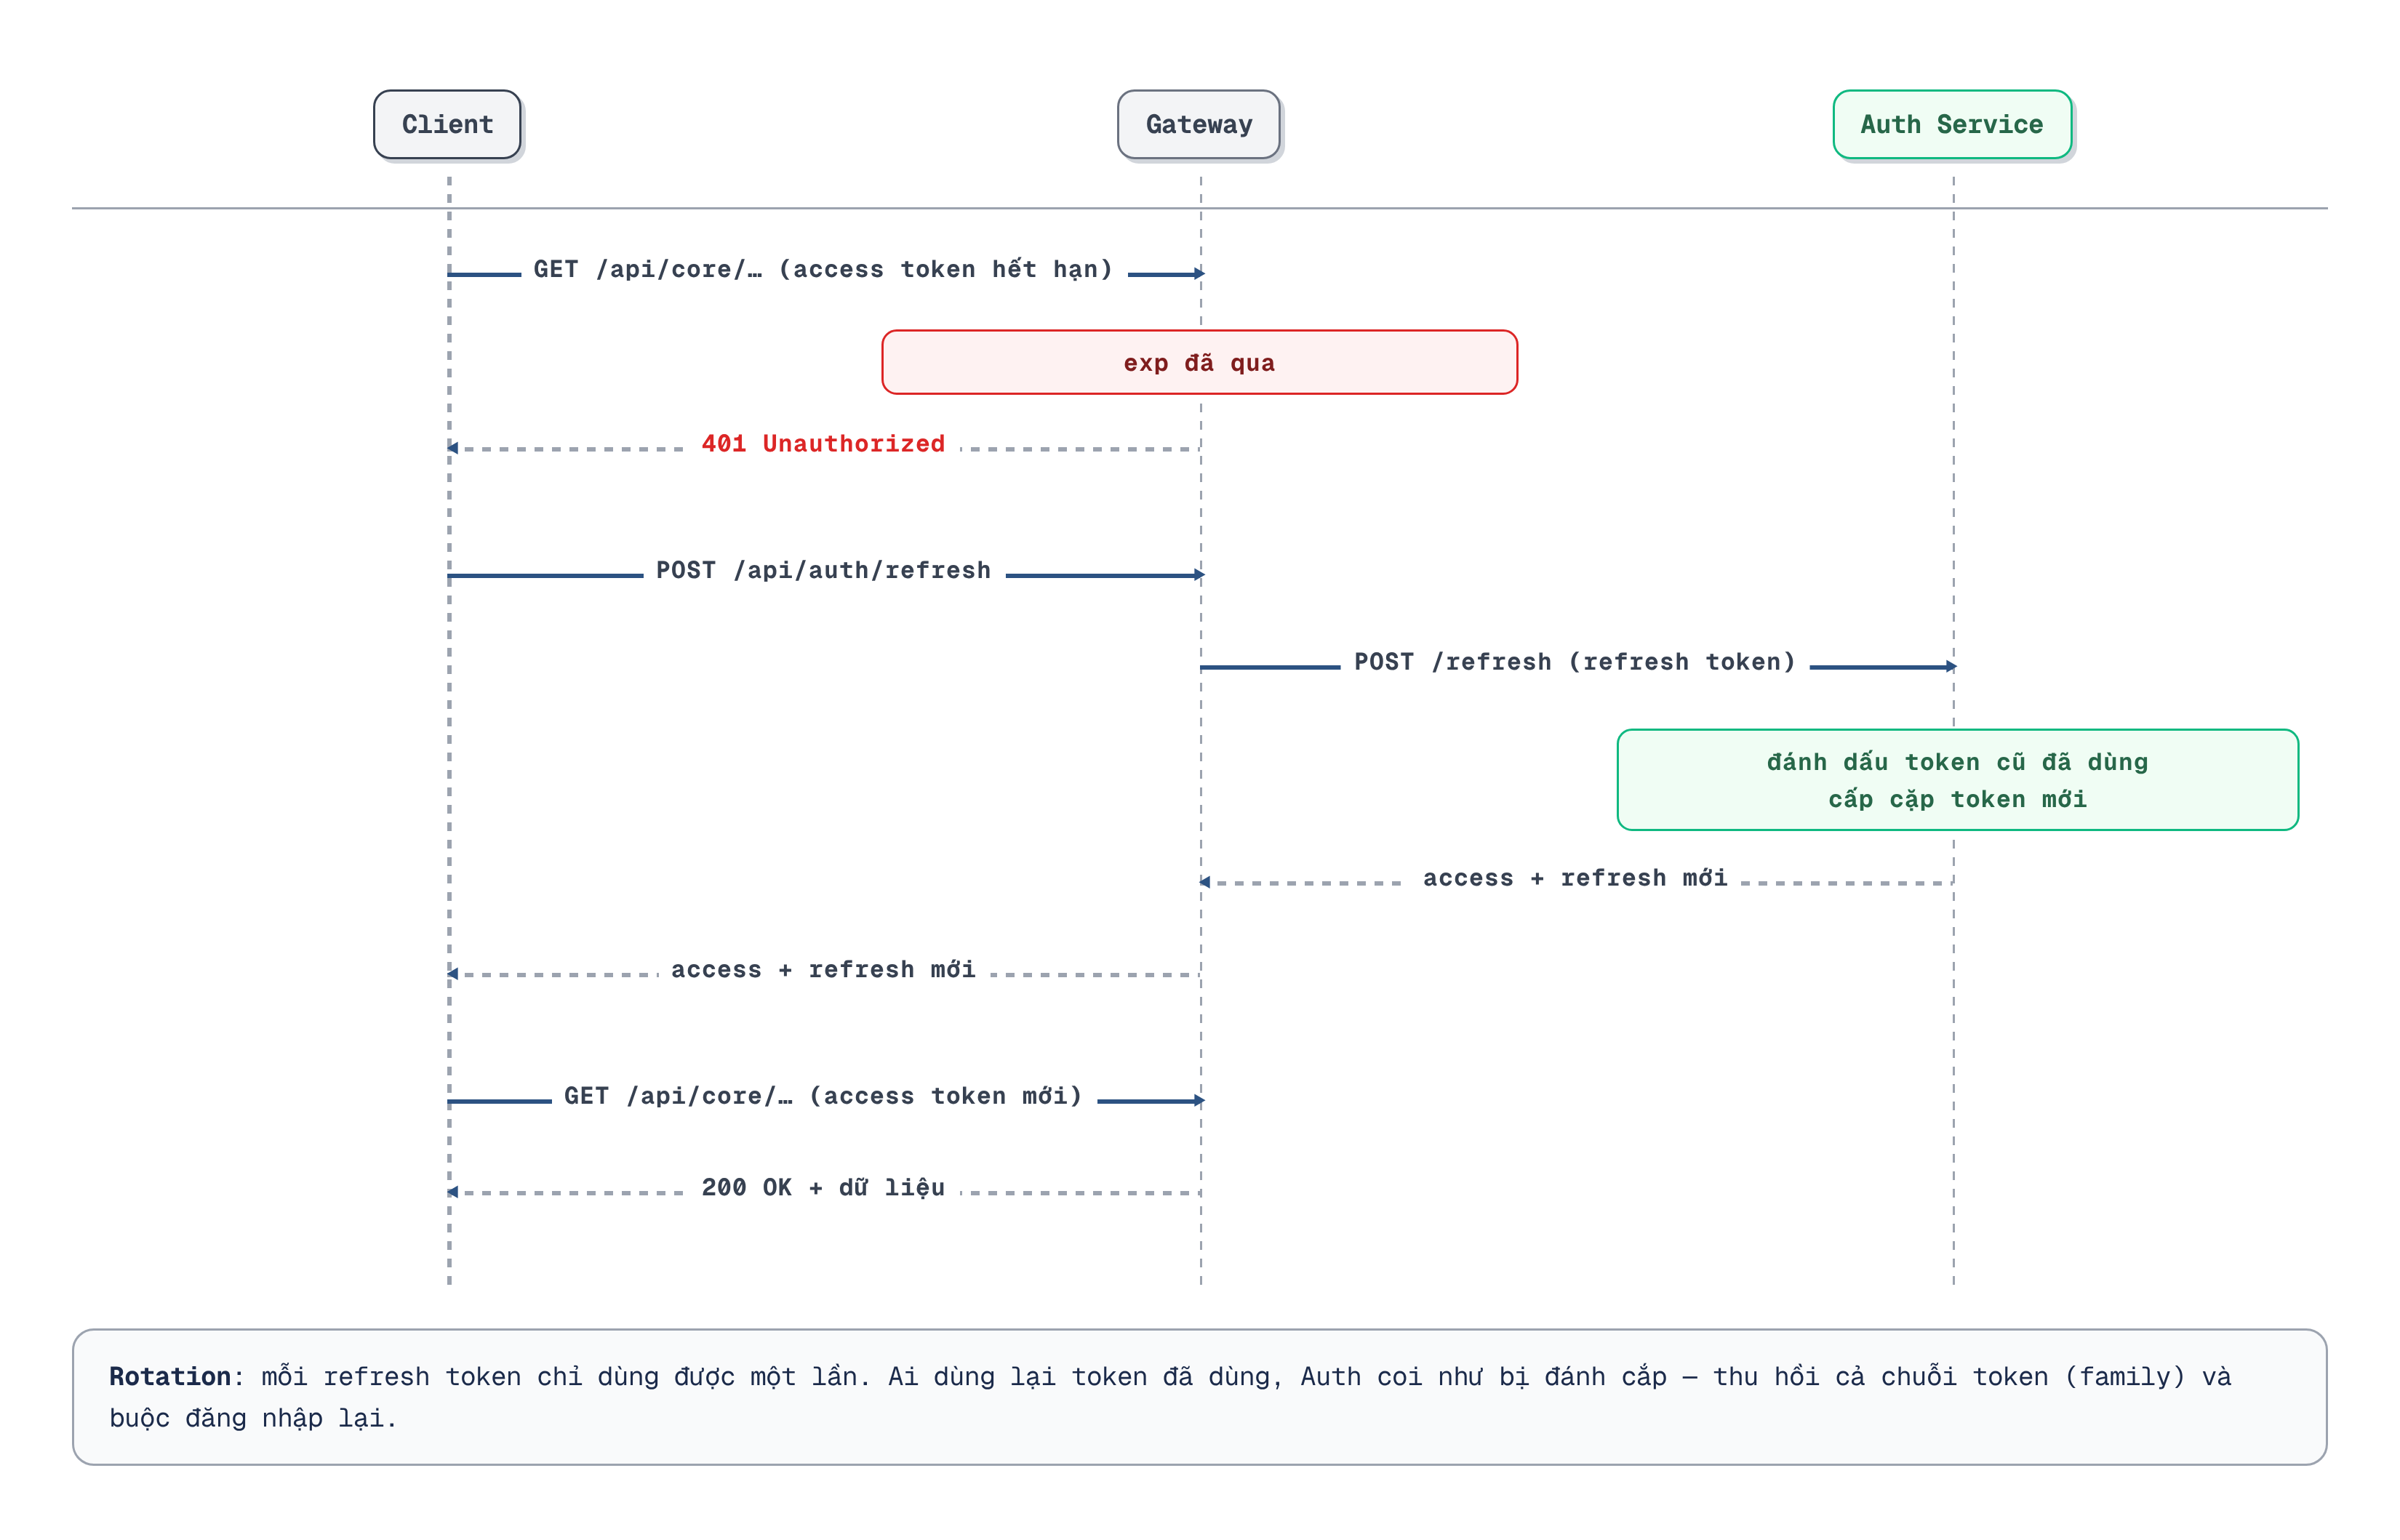 Client
Gateway
Auth Service
GET /api/core/… (access token hết hạn)
exp đã qua
401 Unauthorized
POST /api/auth/refresh
POST /refresh (refresh token)
đánh dấu token cũ đã dùng
cấp cặp token mới
access + refresh mới
access + refresh mới
GET /api/core/… (access token mới)
200 OK + dữ liệu
Rotation: mỗi refresh token chỉ dùng được một lần. Ai dùng lại token đã dùng, Auth coi như bị đánh cắp — thu hồi cả chuỗi token (family) và
buộc đăng nhập lại.